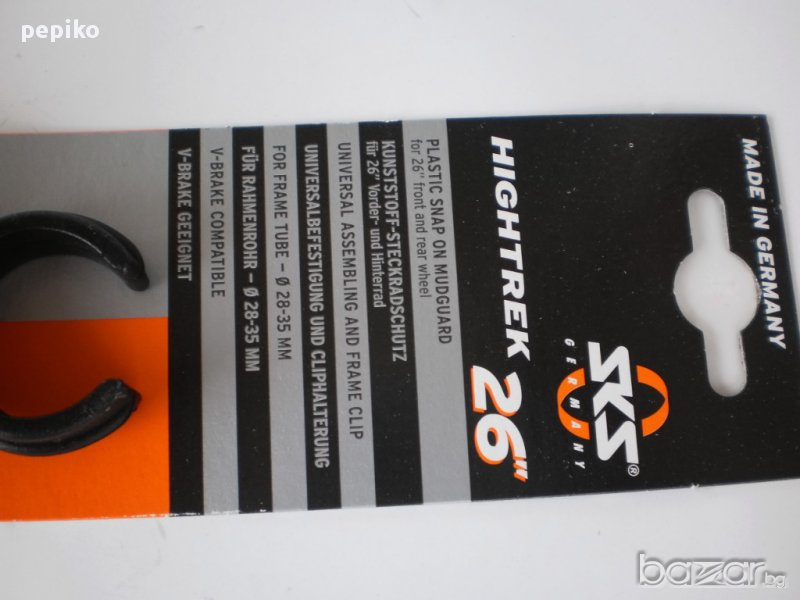 pepiko
MADE IN GERMANY
SKS®
GERMANY
HIGHTREK 26"
PLASTIC SNAP ON MUDGUARD
for 26" front and rear wheel
KUNSTSTOFF-STECKRADSCHUTZ
für 26" Vorder- und Hinterrad
UNIVERSAL ASSEMBLING AND FRAME CLIP
UNIVERSALBEFESTIGUNG UND CLIPHALTERUNG
FOR FRAME TUBE – Ø 28-35 MM
FÜR RAHMENROHR – Ø 28-35 MM
V-BRAKE COMPATIBLE
V-BRAKE GEEIGNET
bazar.bg